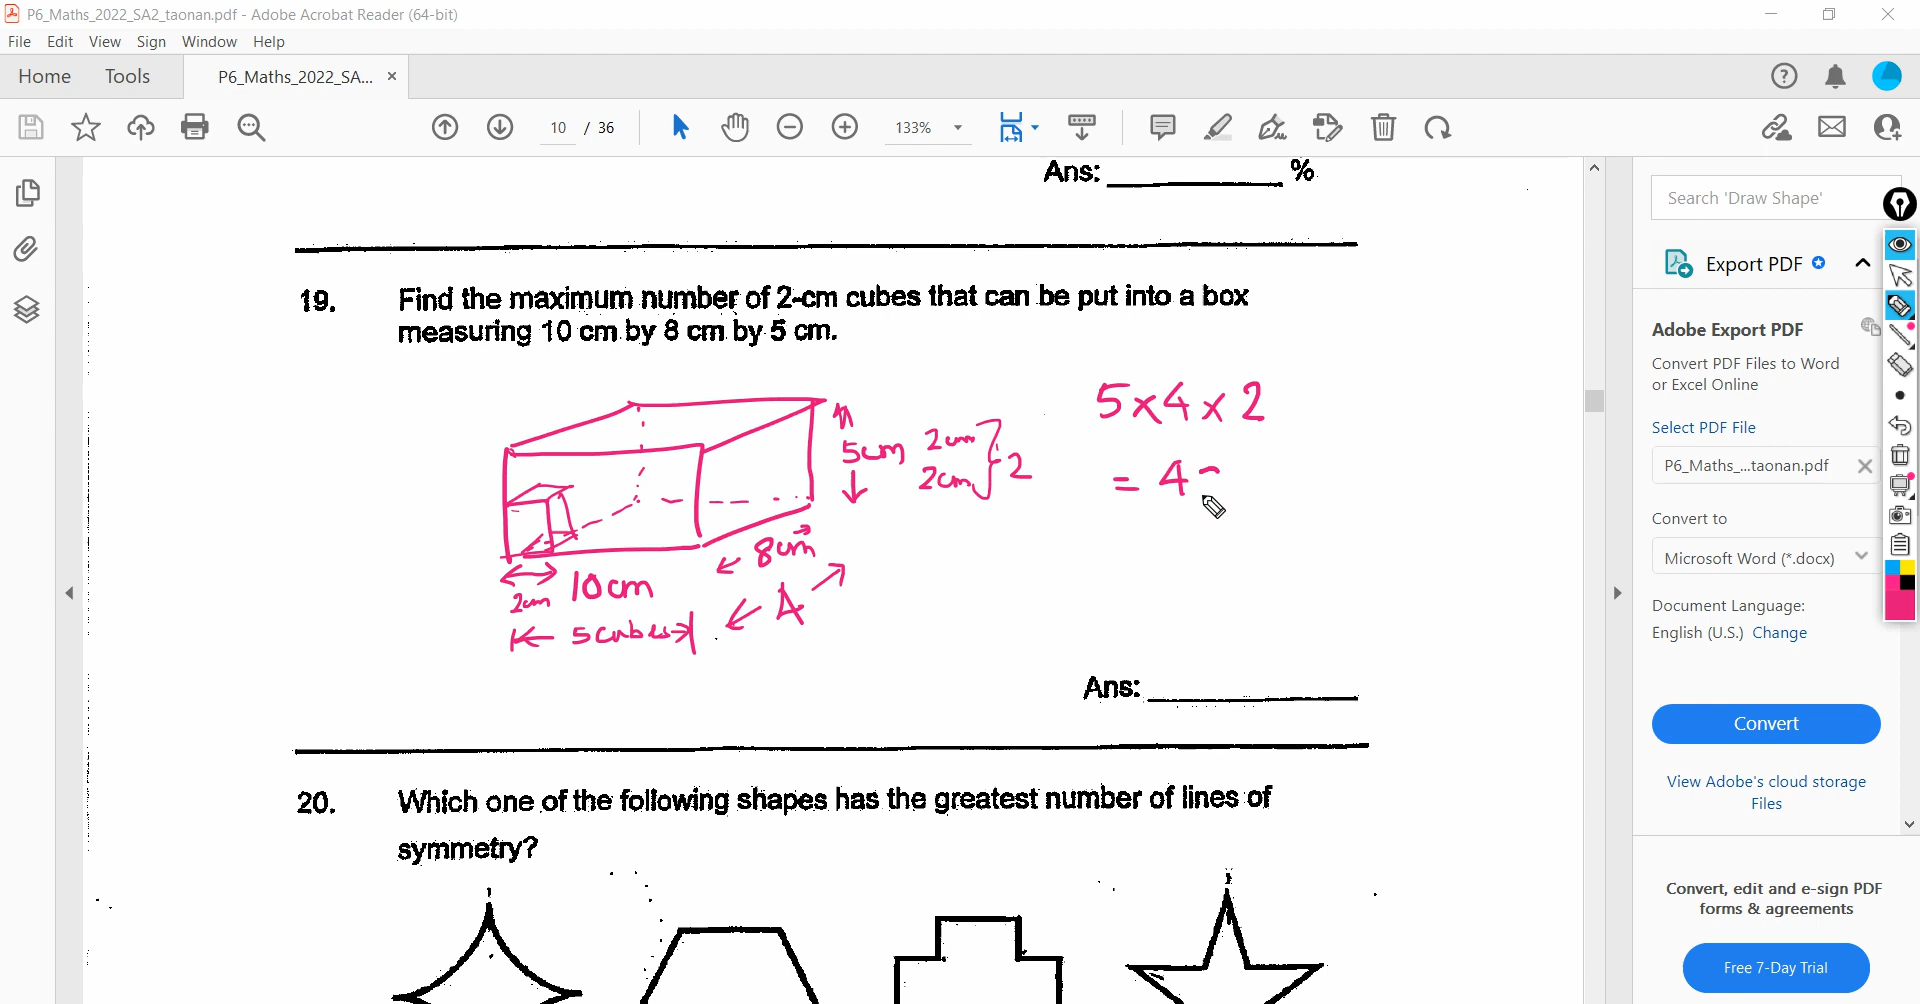 P6_Maths_2022_SA2_taonan.pdf - Adobe Acrobat Reader (64-bit)
File Edit View Sign Window Help
Home Tools P6_Maths_2022_SA... ×
10 / 36 133%
Ans: %
19. Find the maximum number of 2-cm cubes that can be put into a box
measuring 10 cm by 8 cm by 5 cm.
5 × 4 × 2
5cm 2cm
2cm 2
= 4
8cm
2cm 10cm
5 cubes 4
Ans:
20. Which one of the following shapes has the greatest number of lines of
symmetry?
Search 'Draw Shape'
Export PDF
Adobe Export PDF
Convert PDF Files to Word
or Excel Online
Select PDF File
P6_Maths_...taonan.pdf
Convert to
Microsoft Word (*.docx)
Document Language:
English (U.S.) Change
Convert
View Adobe's cloud storage
Files
Convert, edit and e-sign PDF
forms & agreements
Free 7-Day Trial